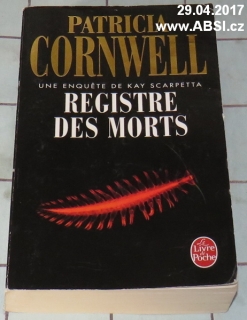 29.04.2017
www.ABSI.cz
PATRICIA
CORNWELL
UNE ENQUÊTE DE KAY SCARPETTA
REGISTRE
DES MORTS
Le
Livre
de
Poche